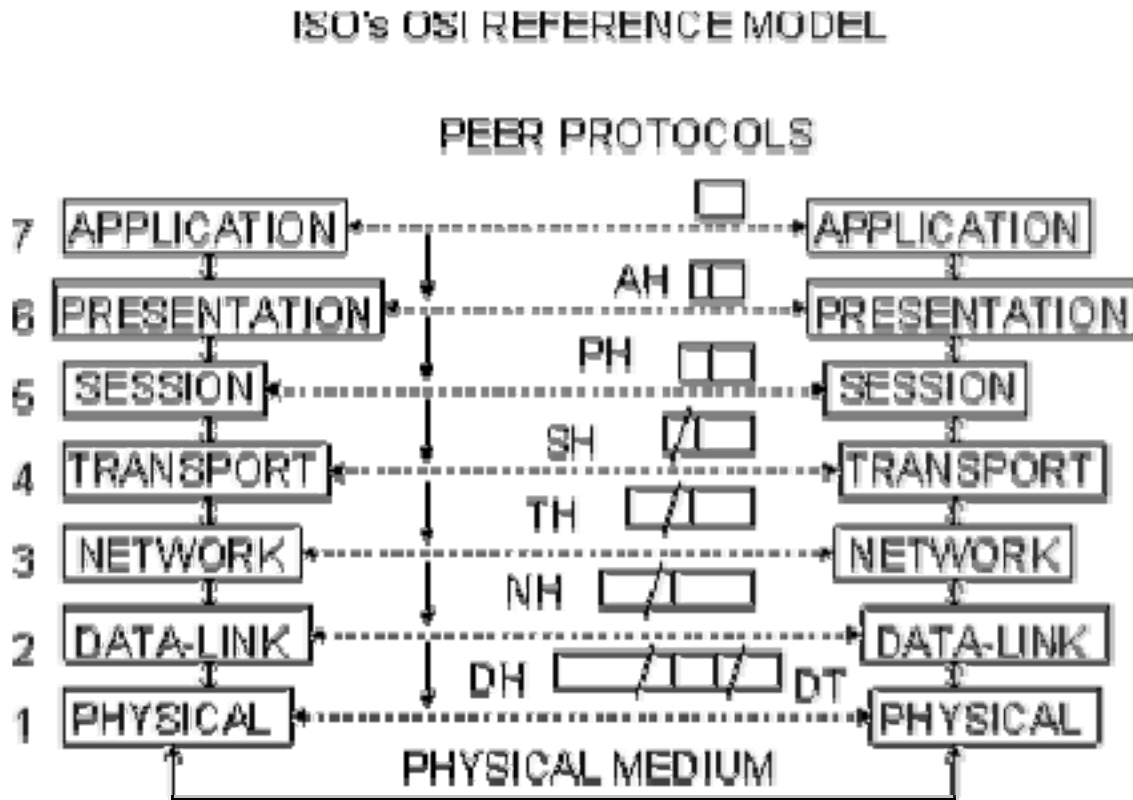 ISO's OSI REFERENCE MODEL
PEER PROTOCOLS
7 APPLICATION APPLICATION
AH
6 PRESENTATION PRESENTATION
PH
5 SESSION SESSION
SH
4 TRANSPORT TRANSPORT
TH
3 NETWORK NETWORK
NH
2 DATA-LINK DATA-LINK
DH DT
1 PHYSICAL PHYSICAL
PHYSICAL MEDIUM